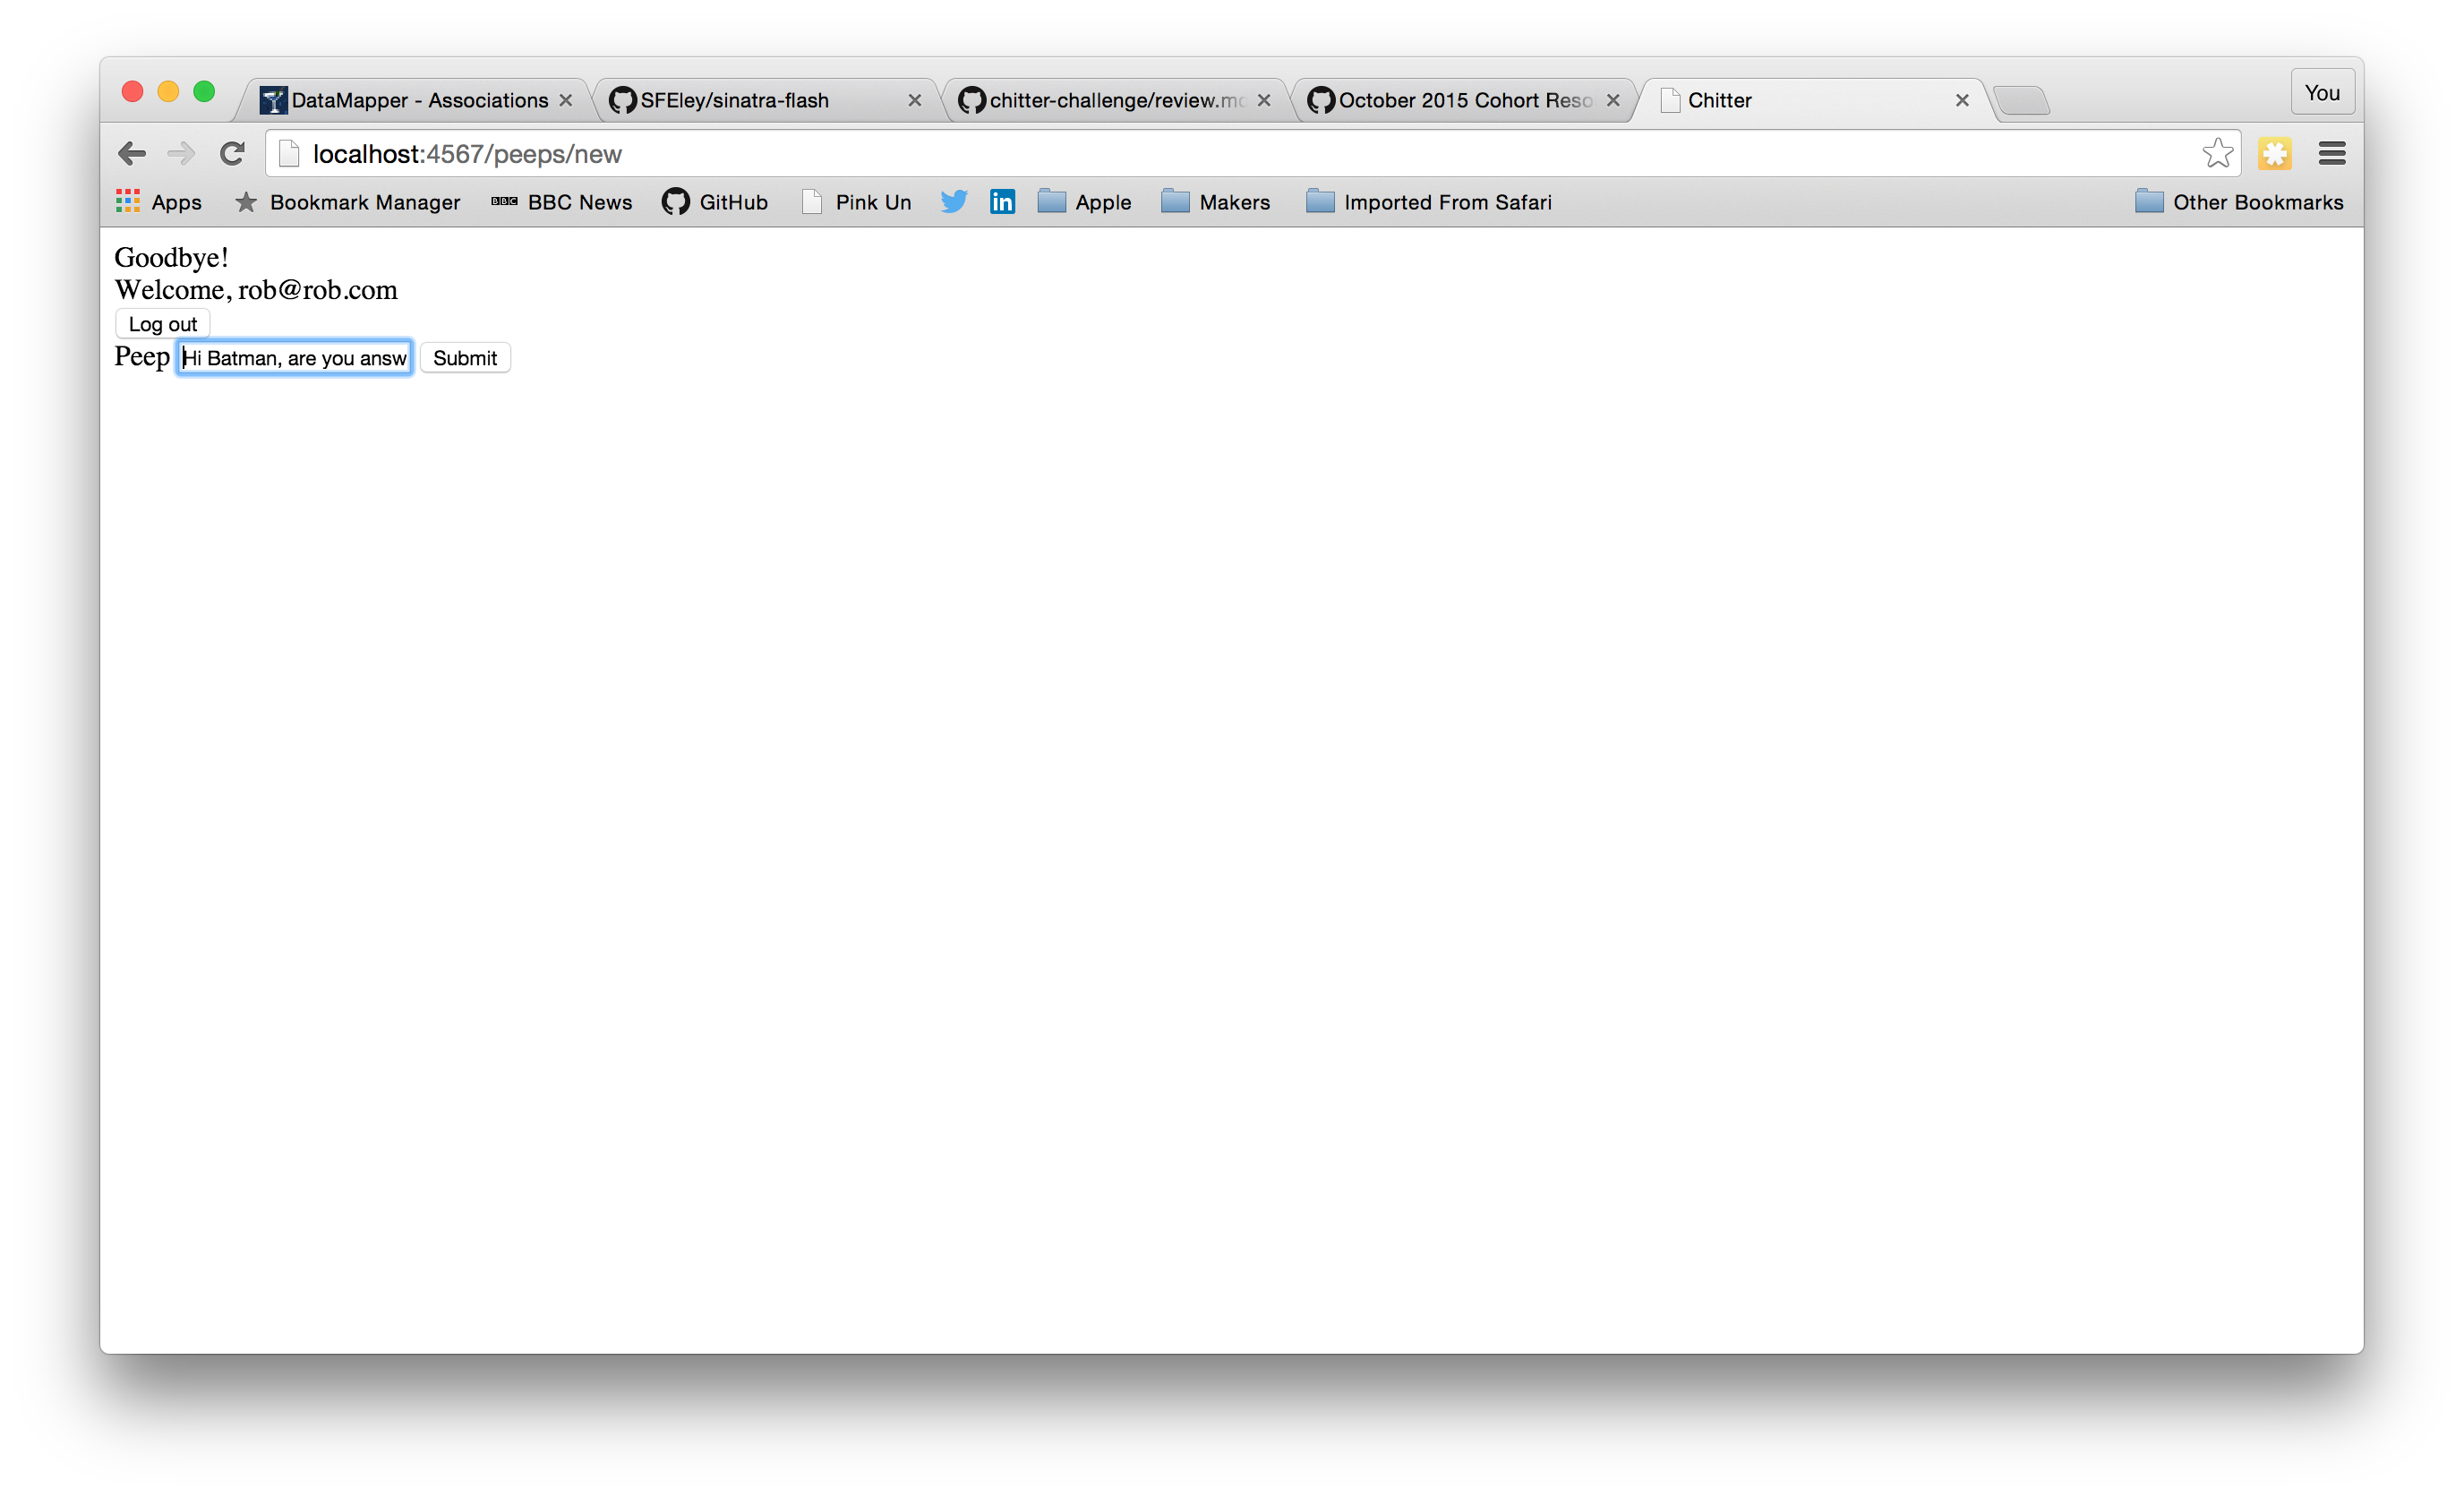 DataMapper - Associations
SFEley/sinatra-flash
chitter-challenge/review.m
October 2015 Cohort Reso
Chitter
You
localhost:4567/peeps/new
Apps
Bookmark Manager
BBC BBC News
GitHub
Pink Un
in
Apple
Makers
Imported From Safari
Other Bookmarks
Goodbye!
Welcome, rob@rob.com
Log out
Peep Hi Batman, are you answ Submit